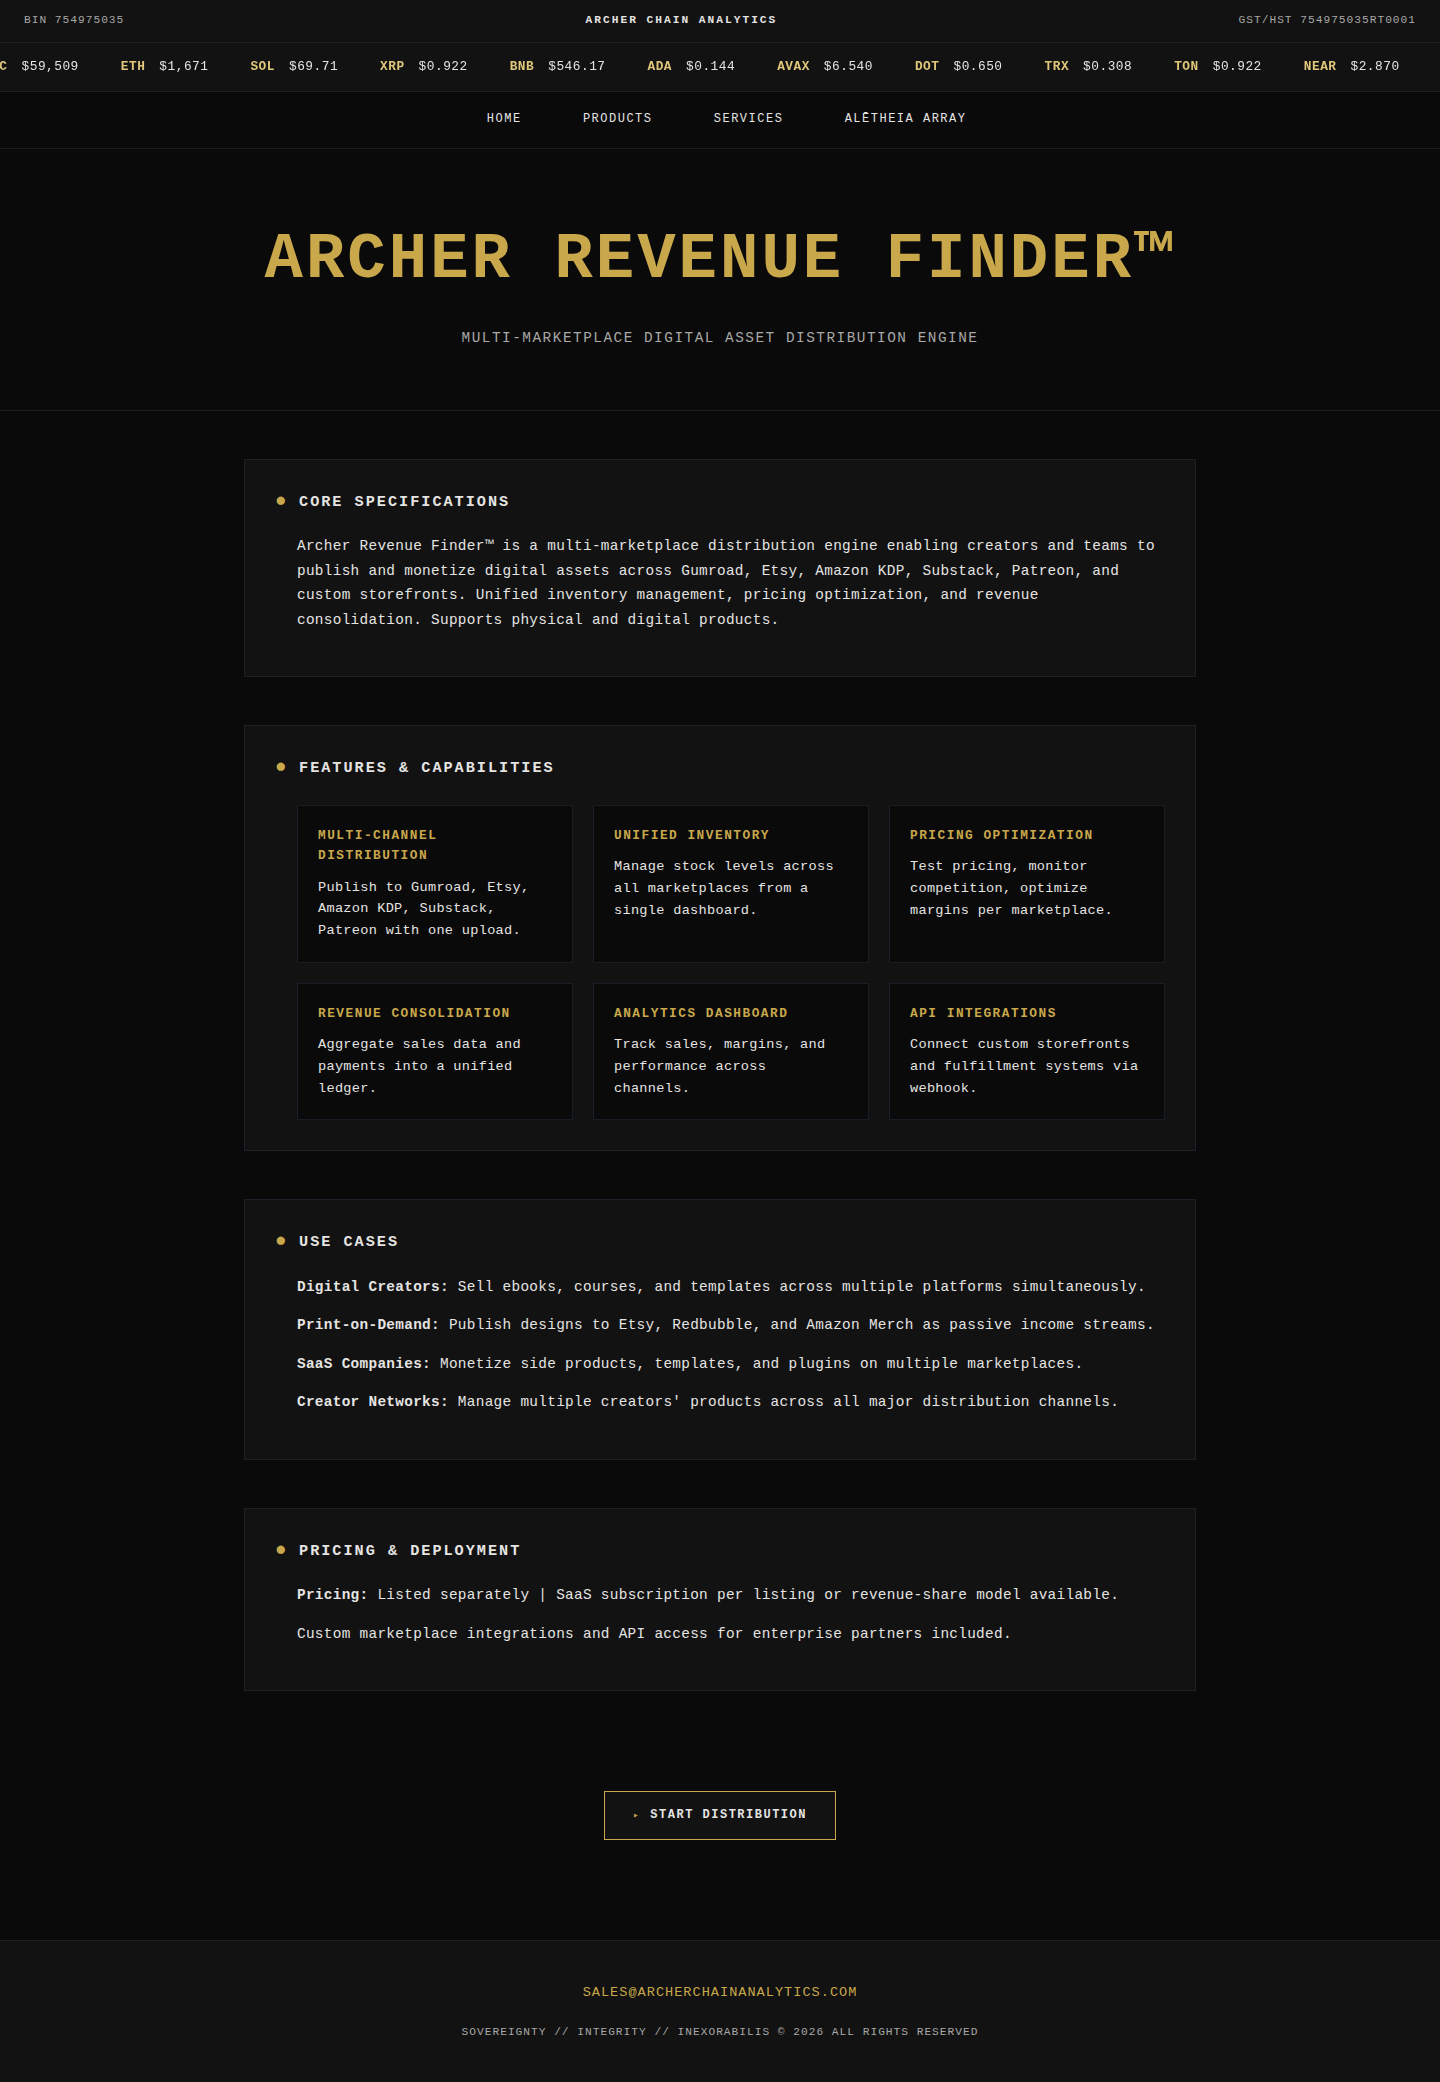 BIN 754975035
ARCHER CHAIN ANALYTICS
GST/HST 754975035RT0001
C $59,509 ETH $1,671 SOL $69.71 XRP $0.922 BNB $546.17 ADA $0.144 AVAX $6.540 DOT $0.650 TRX $0.308 TON $0.922 NEAR $2.870
HOME PRODUCTS SERVICES ALĒTHEIA ARRAY
ARCHER REVENUE FINDER™
MULTI-MARKETPLACE DIGITAL ASSET DISTRIBUTION ENGINE
● CORE SPECIFICATIONS
Archer Revenue Finder™ is a multi-marketplace distribution engine enabling creators and teams to
publish and monetize digital assets across Gumroad, Etsy, Amazon KDP, Substack, Patreon, and
custom storefronts. Unified inventory management, pricing optimization, and revenue
consolidation. Supports physical and digital products.
● FEATURES & CAPABILITIES
MULTI-CHANNEL
DISTRIBUTION
Publish to Gumroad, Etsy,
Amazon KDP, Substack,
Patreon with one upload.
UNIFIED INVENTORY
Manage stock levels across
all marketplaces from a
single dashboard.
PRICING OPTIMIZATION
Test pricing, monitor
competition, optimize
margins per marketplace.
REVENUE CONSOLIDATION
Aggregate sales data and
payments into a unified
ledger.
ANALYTICS DASHBOARD
Track sales, margins, and
performance across
channels.
API INTEGRATIONS
Connect custom storefronts
and fulfillment systems via
webhook.
● USE CASES
Digital Creators: Sell ebooks, courses, and templates across multiple platforms simultaneously.
Print-on-Demand: Publish designs to Etsy, Redbubble, and Amazon Merch as passive income streams.
SaaS Companies: Monetize side products, templates, and plugins on multiple marketplaces.
Creator Networks: Manage multiple creators' products across all major distribution channels.
● PRICING & DEPLOYMENT
Pricing: Listed separately | SaaS subscription per listing or revenue-share model available.
Custom marketplace integrations and API access for enterprise partners included.
▸ START DISTRIBUTION
SALES@ARCHERCHAINANALYTICS.COM
SOVEREIGNTY // INTEGRITY // INEXORABILIS © 2026 ALL RIGHTS RESERVED